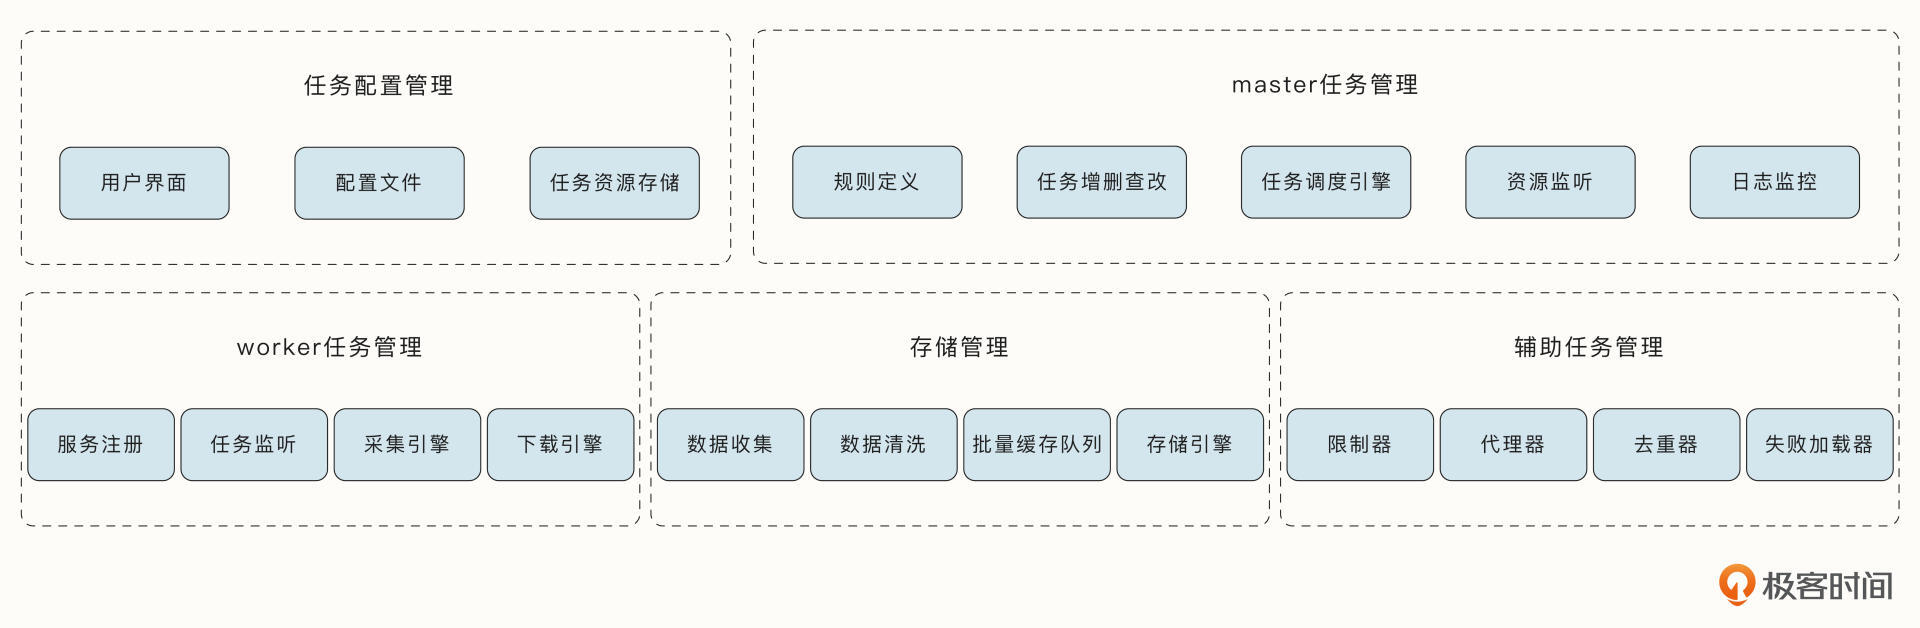 任务配置管理
用户界面
配置文件
任务资源存储
master任务管理
规则定义
任务增删查改
任务调度引擎
资源监听
日志监控
worker任务管理
服务注册
任务监听
采集引擎
下载引擎
存储管理
数据收集
数据清洗
批量缓存队列
存储引擎
辅助任务管理
限制器
代理器
去重器
失败加载器
极客时间